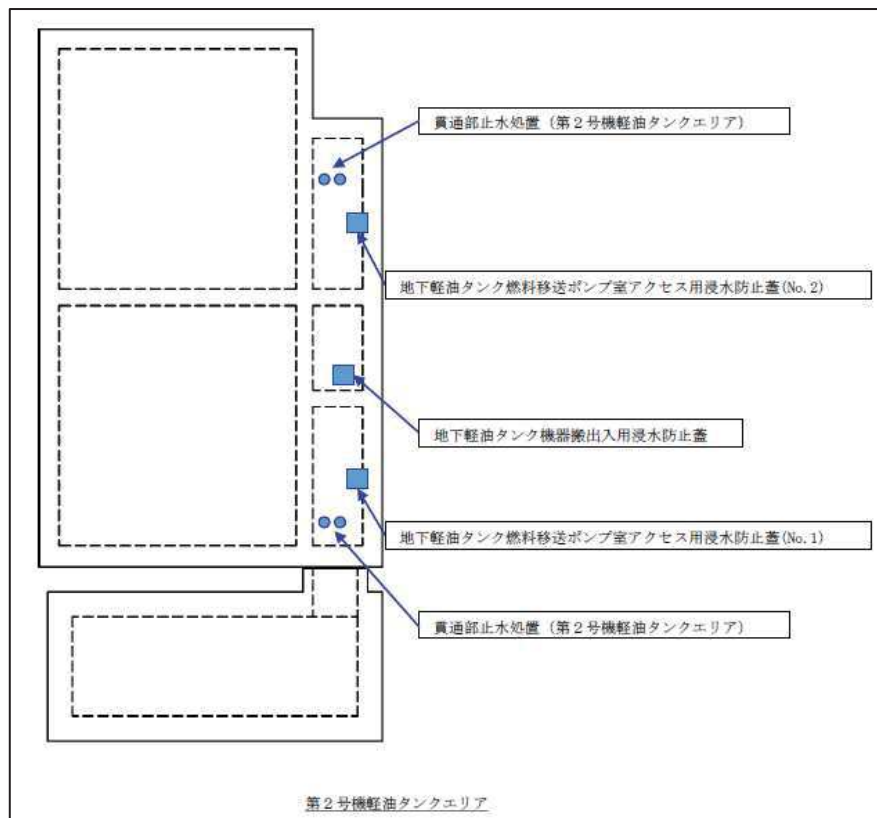 貫通部止水処置（第２号機軽油タンクエリア）
地下軽油タンク燃料移送ポンプ室アクセス用浸水防止蓋(No.2)
地下軽油タンク機器搬出入用浸水防止蓋
地下軽油タンク燃料移送ポンプ室アクセス用浸水防止蓋(No.1)
貫通部止水処置（第２号機軽油タンクエリア）
第２号機軽油タンクエリア